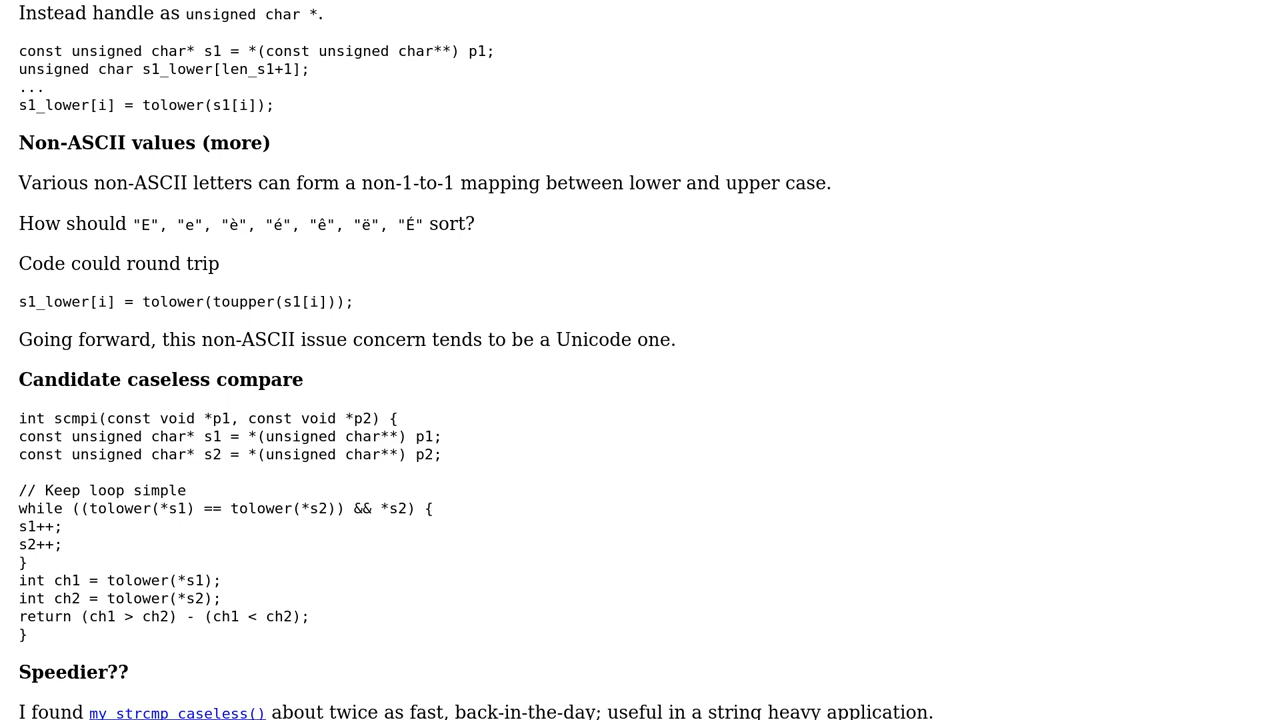 Instead handle as unsigned char *.
const unsigned char* s1 = *(const unsigned char**) p1;
unsigned char s1_lower[len_s1+1];
...
s1_lower[i] = tolower(s1[i]);
Non-ASCII values (more)
Various non-ASCII letters can form a non-1-to-1 mapping between lower and upper case.
How should "E", "e", "è", "é", "ê", "ë", "É" sort?
Code could round trip
s1_lower[i] = tolower(toupper(s1[i]));
Going forward, this non-ASCII issue concern tends to be a Unicode one.
Candidate caseless compare
int scmpi(const void *p1, const void *p2) {
const unsigned char* s1 = *(unsigned char**) p1;
const unsigned char* s2 = *(unsigned char**) p2;
// Keep loop simple
while ((tolower(*s1) == tolower(*s2)) && *s2) {
s1++;
s2++;
}
int ch1 = tolower(*s1);
int ch2 = tolower(*s2);
return (ch1 > ch2) - (ch1 < ch2);
}
Speedier??
I found my_strcmp_caseless() about twice as fast, back-in-the-day; useful in a string heavy application.